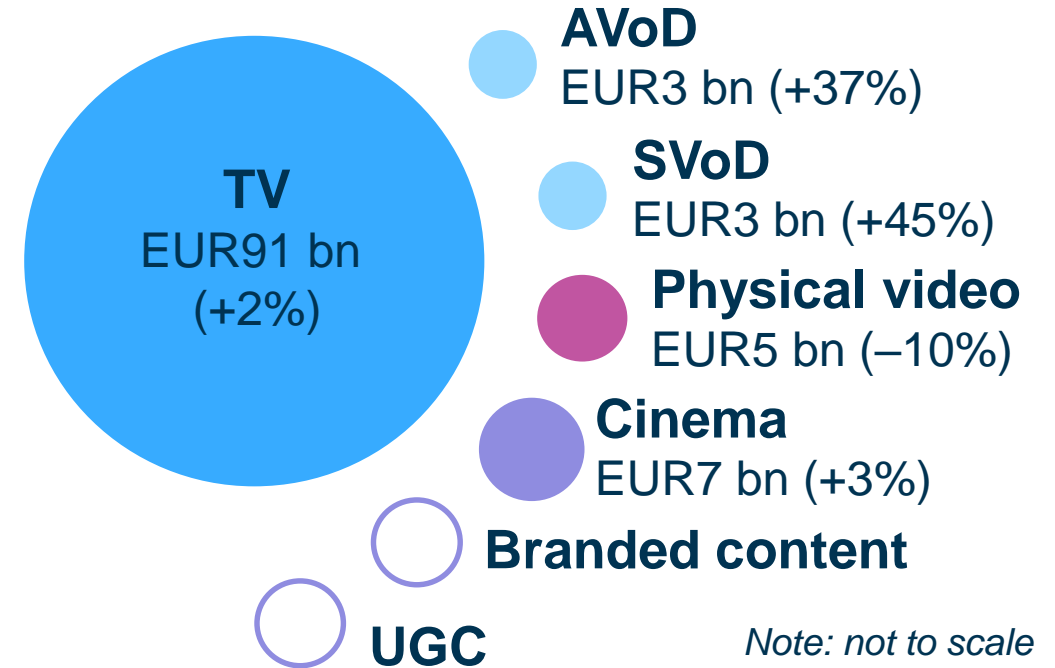 TV
EUR91 bn
(+2%)
AVoD
EUR3 bn (+37%)
SVoD
EUR3 bn (+45%)
Physical video
EUR5 bn (–10%)
Cinema
EUR7 bn (+3%)
Branded content
UGC
Note: not to scale